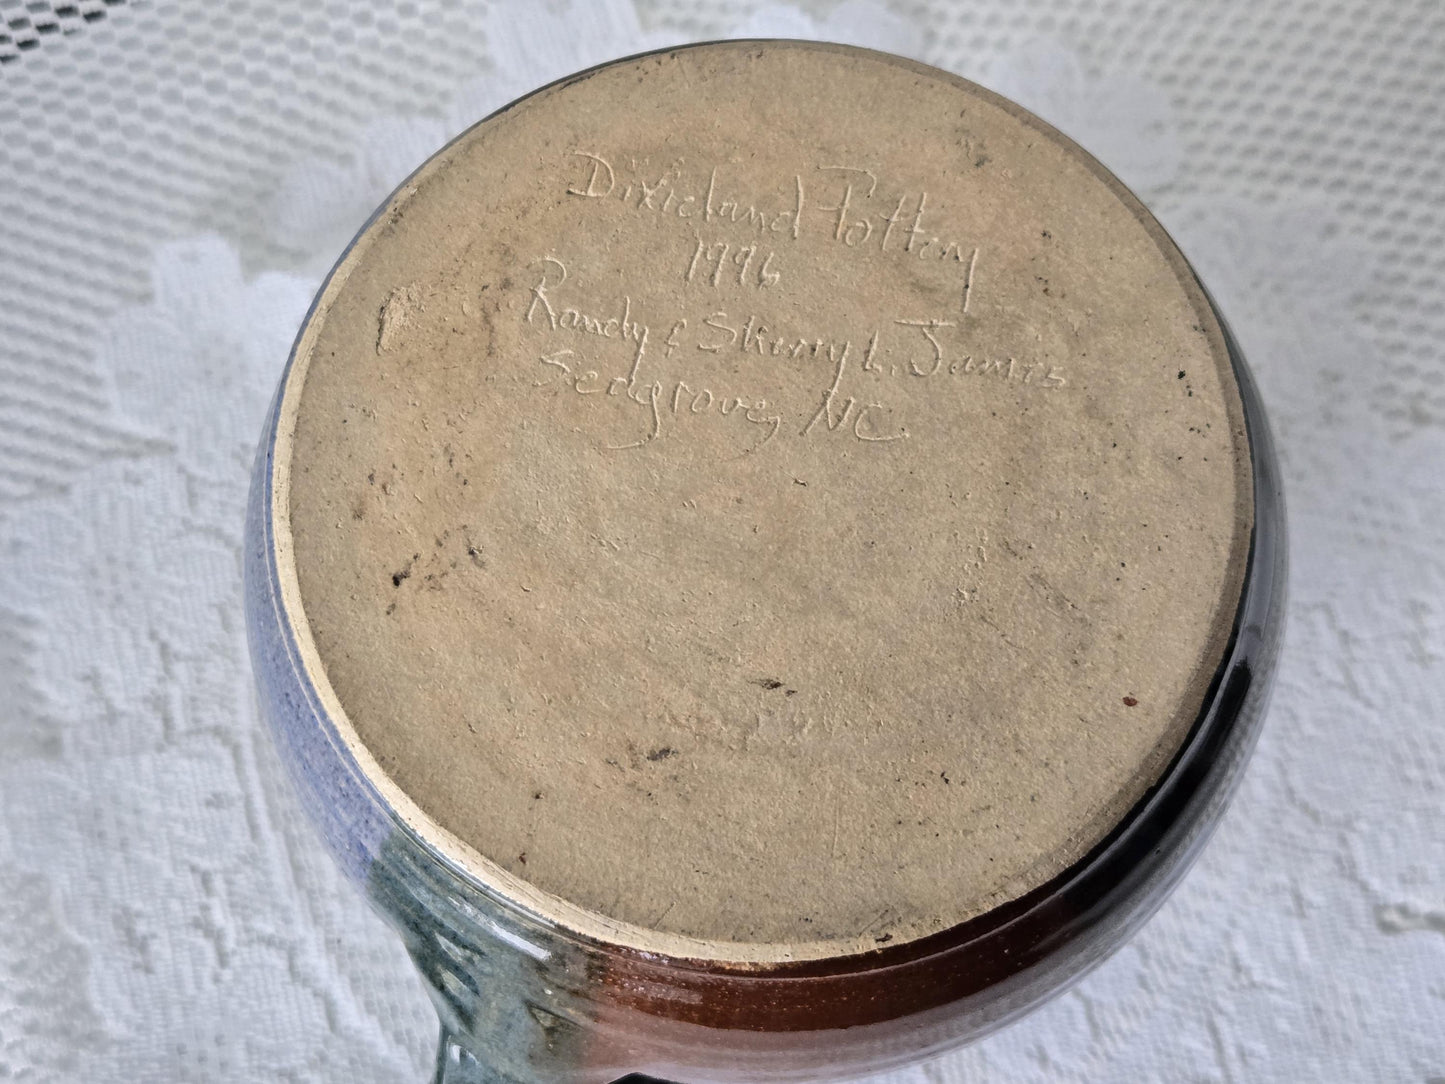 Dixieland Pottery
1996
Randy & Sherry L. James
Seagrove, NC